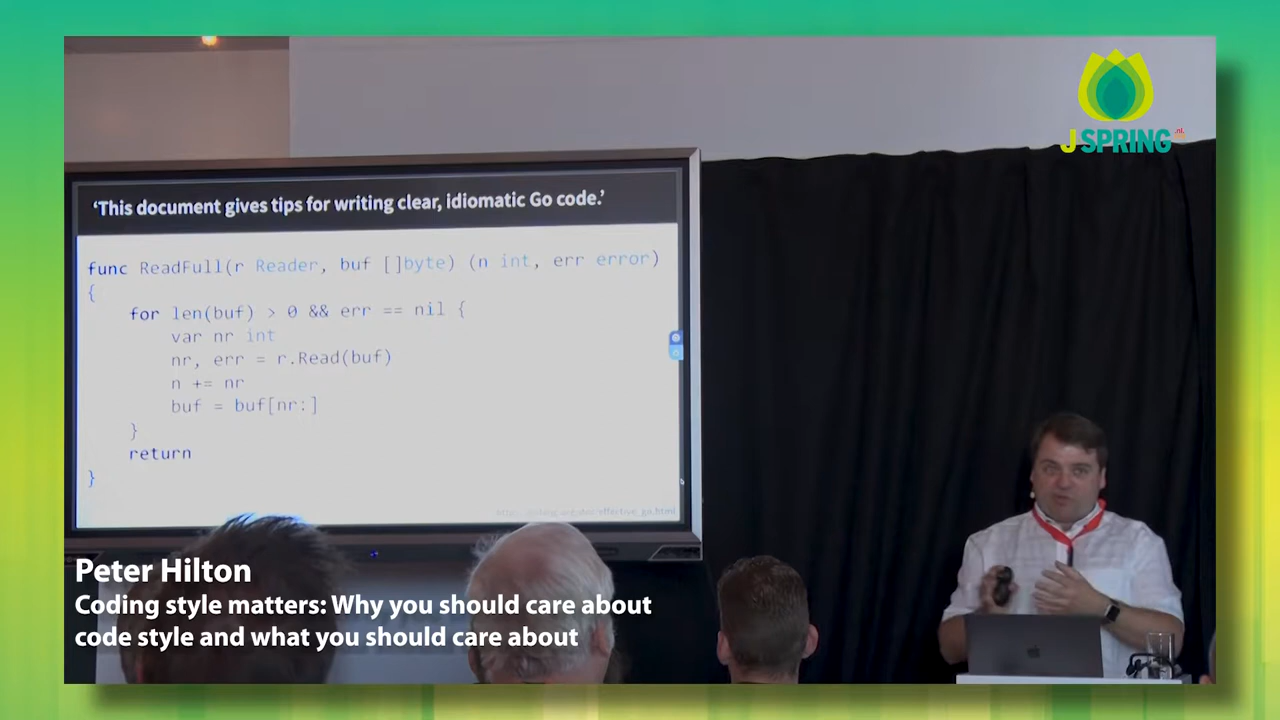 J SPRING
.nl
‘This document gives tips for writing clear, idiomatic Go code.’
func ReadFull(r Reader, buf []byte) (n int, err error)
{
for len(buf) > 0 && err == nil {
var nr int
nr, err = r.Read(buf)
n += nr
buf = buf[nr:]
}
return
}
Peter Hilton
Coding style matters: Why you should care about
code style and what you should care about